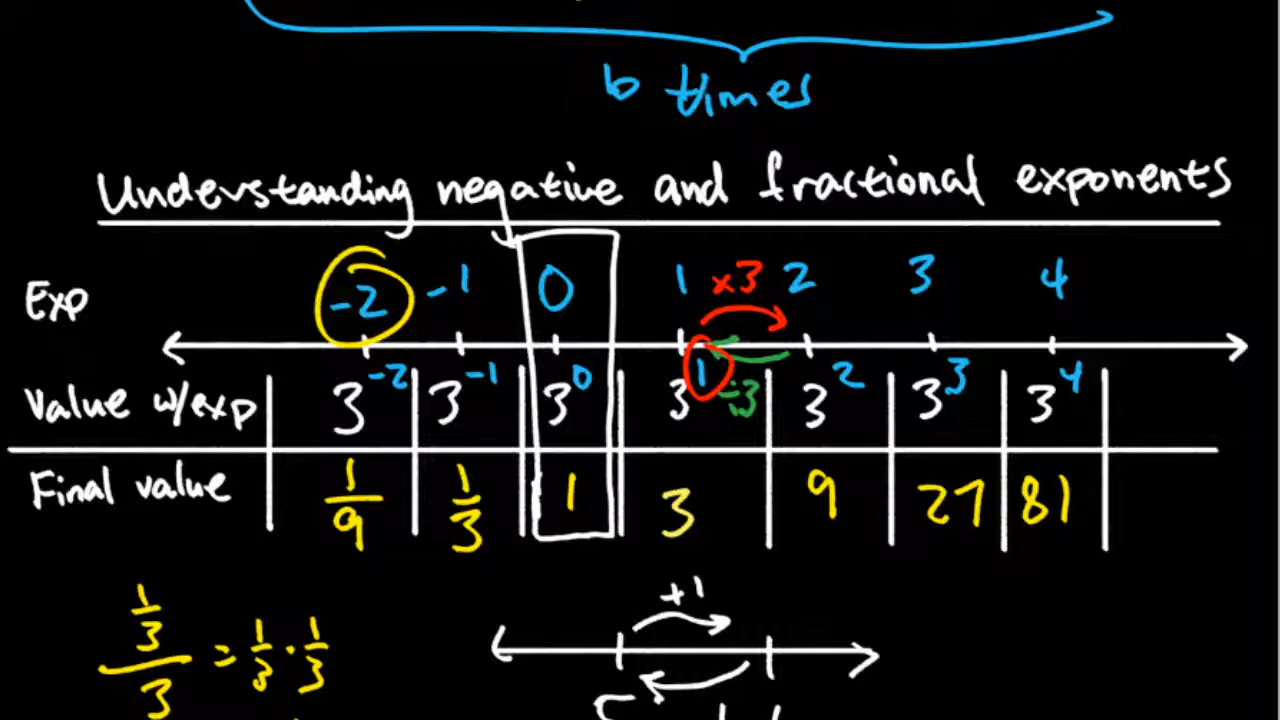 b times
Understanding negative and fractional exponents
Exp -2 -1 0 1 ×3 2 3 4
Value w/exp 3^-2 3^-1 3^0 3^1 ÷3 3^2 3^3 3^4
Final value 1/9 1/3 1 3 9 27 81
+1
1/3 / 3 = 1/3 · 1/3